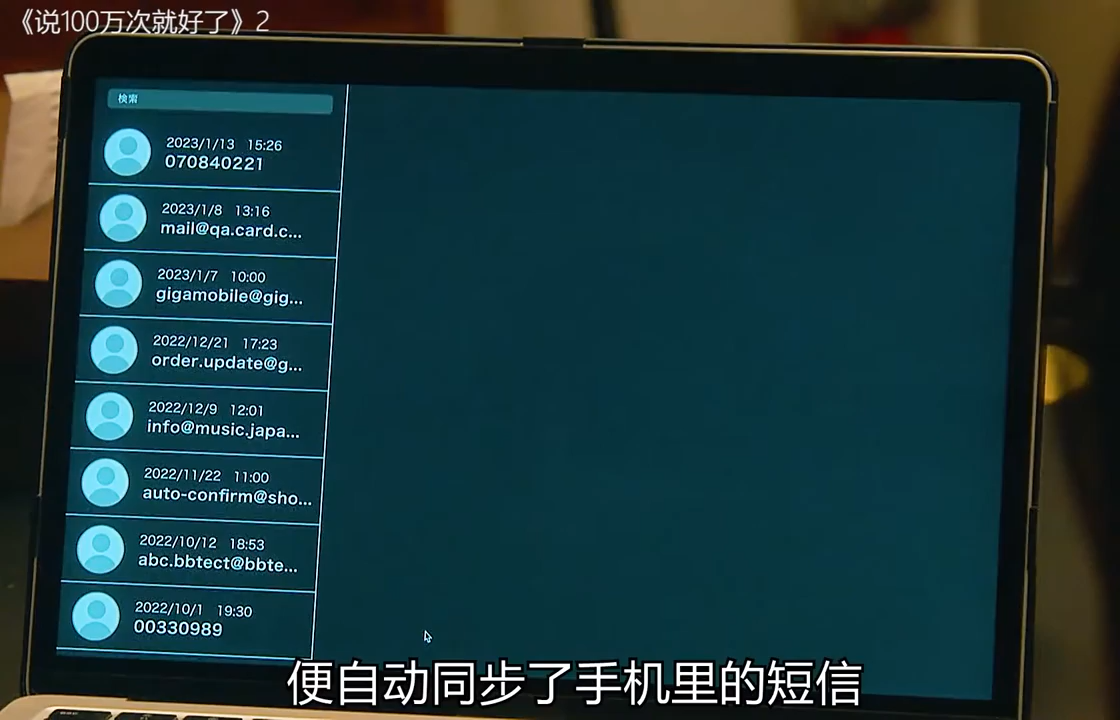 《说100万次就好了》2
検索
2023/1/13 15:26
070840221
2023/1/8 13:16
mail@qa.card.c...
2023/1/7 10:00
gigamobile@gig...
2022/12/21 17:23
order.update@g...
2022/12/9 12:01
info@music.japa...
2022/11/22 11:00
auto-confirm@sho...
2022/10/12 18:53
abc.bbtect@bbte...
2022/10/1 19:30
00330989
便自动同步了手机里的短信